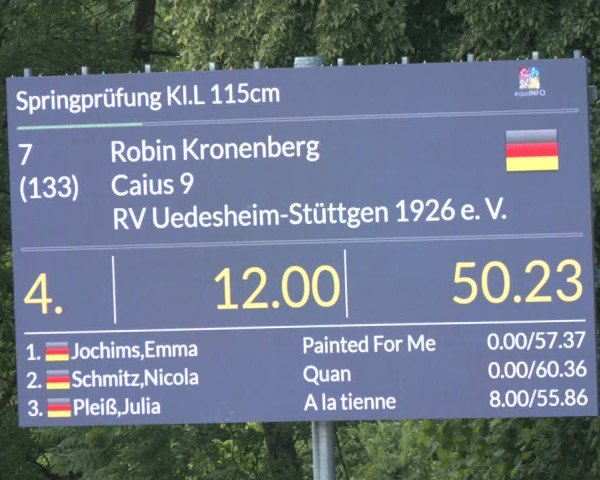 Springprüfung Kl.L 115cm
equiNFO
7 Robin Kronenberg
(133) Caius 9
RV Uedesheim-Stüttgen 1926 e. V.
4. 12.00 50.23
1. Jochims,Emma Painted For Me 0.00/57.37
2. Schmitz,Nicola Quan 0.00/60.36
3. Pleiß,Julia A la tienne 8.00/55.86